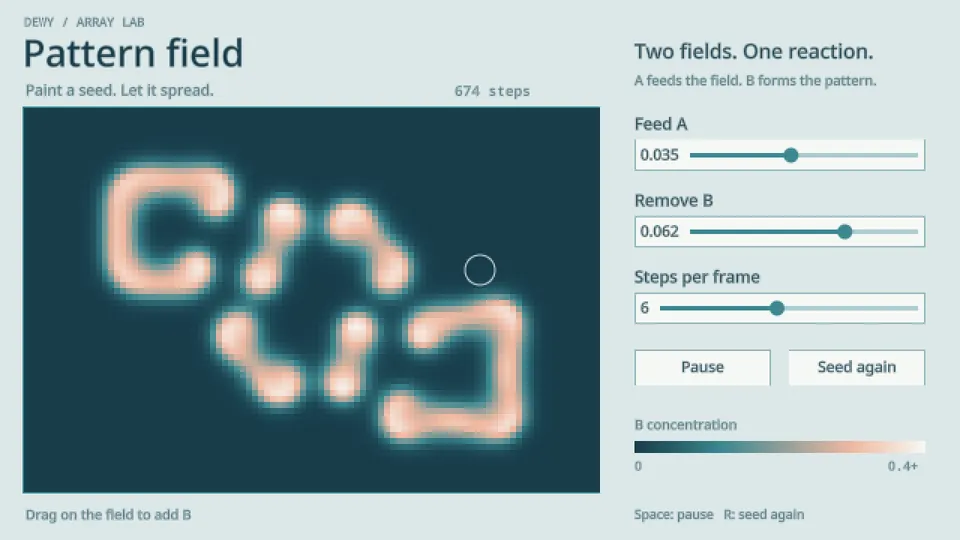 DEWY / ARRAY LAB
Pattern field
Paint a seed. Let it spread.
674 steps
Drag on the field to add B
Two fields. One reaction.
A feeds the field. B forms the pattern.
Feed A
0.035
Remove B
0.062
Steps per frame
6
Pause
Seed again
B concentration
0
0.4+
Space: pause R: seed again